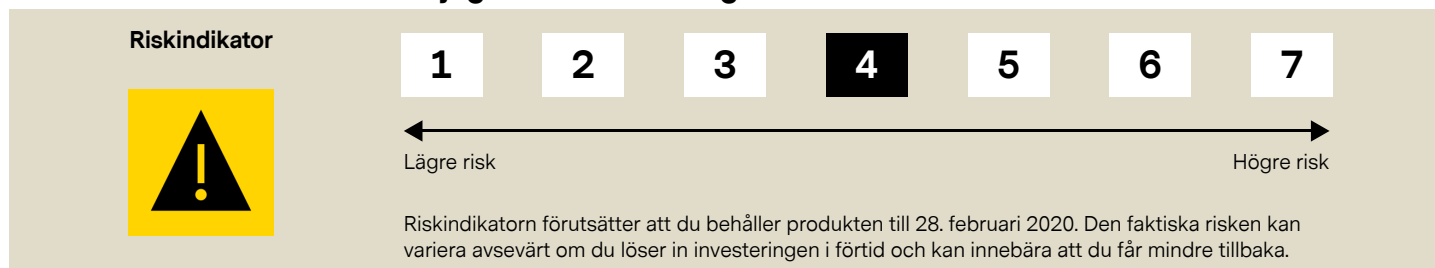 Riskindikator
1 2 3 4 5 6 7
Lägre risk Högre risk
Riskindikatorn förutsätter att du behåller produkten till 28. februari 2020. Den faktiska risken kan
variera avsevärt om du löser in investeringen i förtid och kan innebära att du får mindre tillbaka.